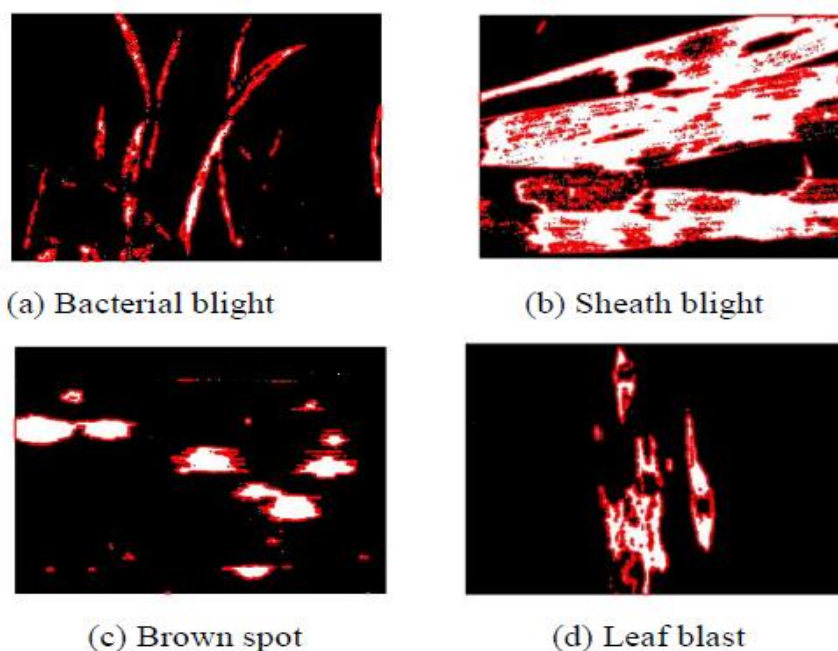 (a) Bacterial blight
(b) Sheath blight
(c) Brown spot
(d) Leaf blast